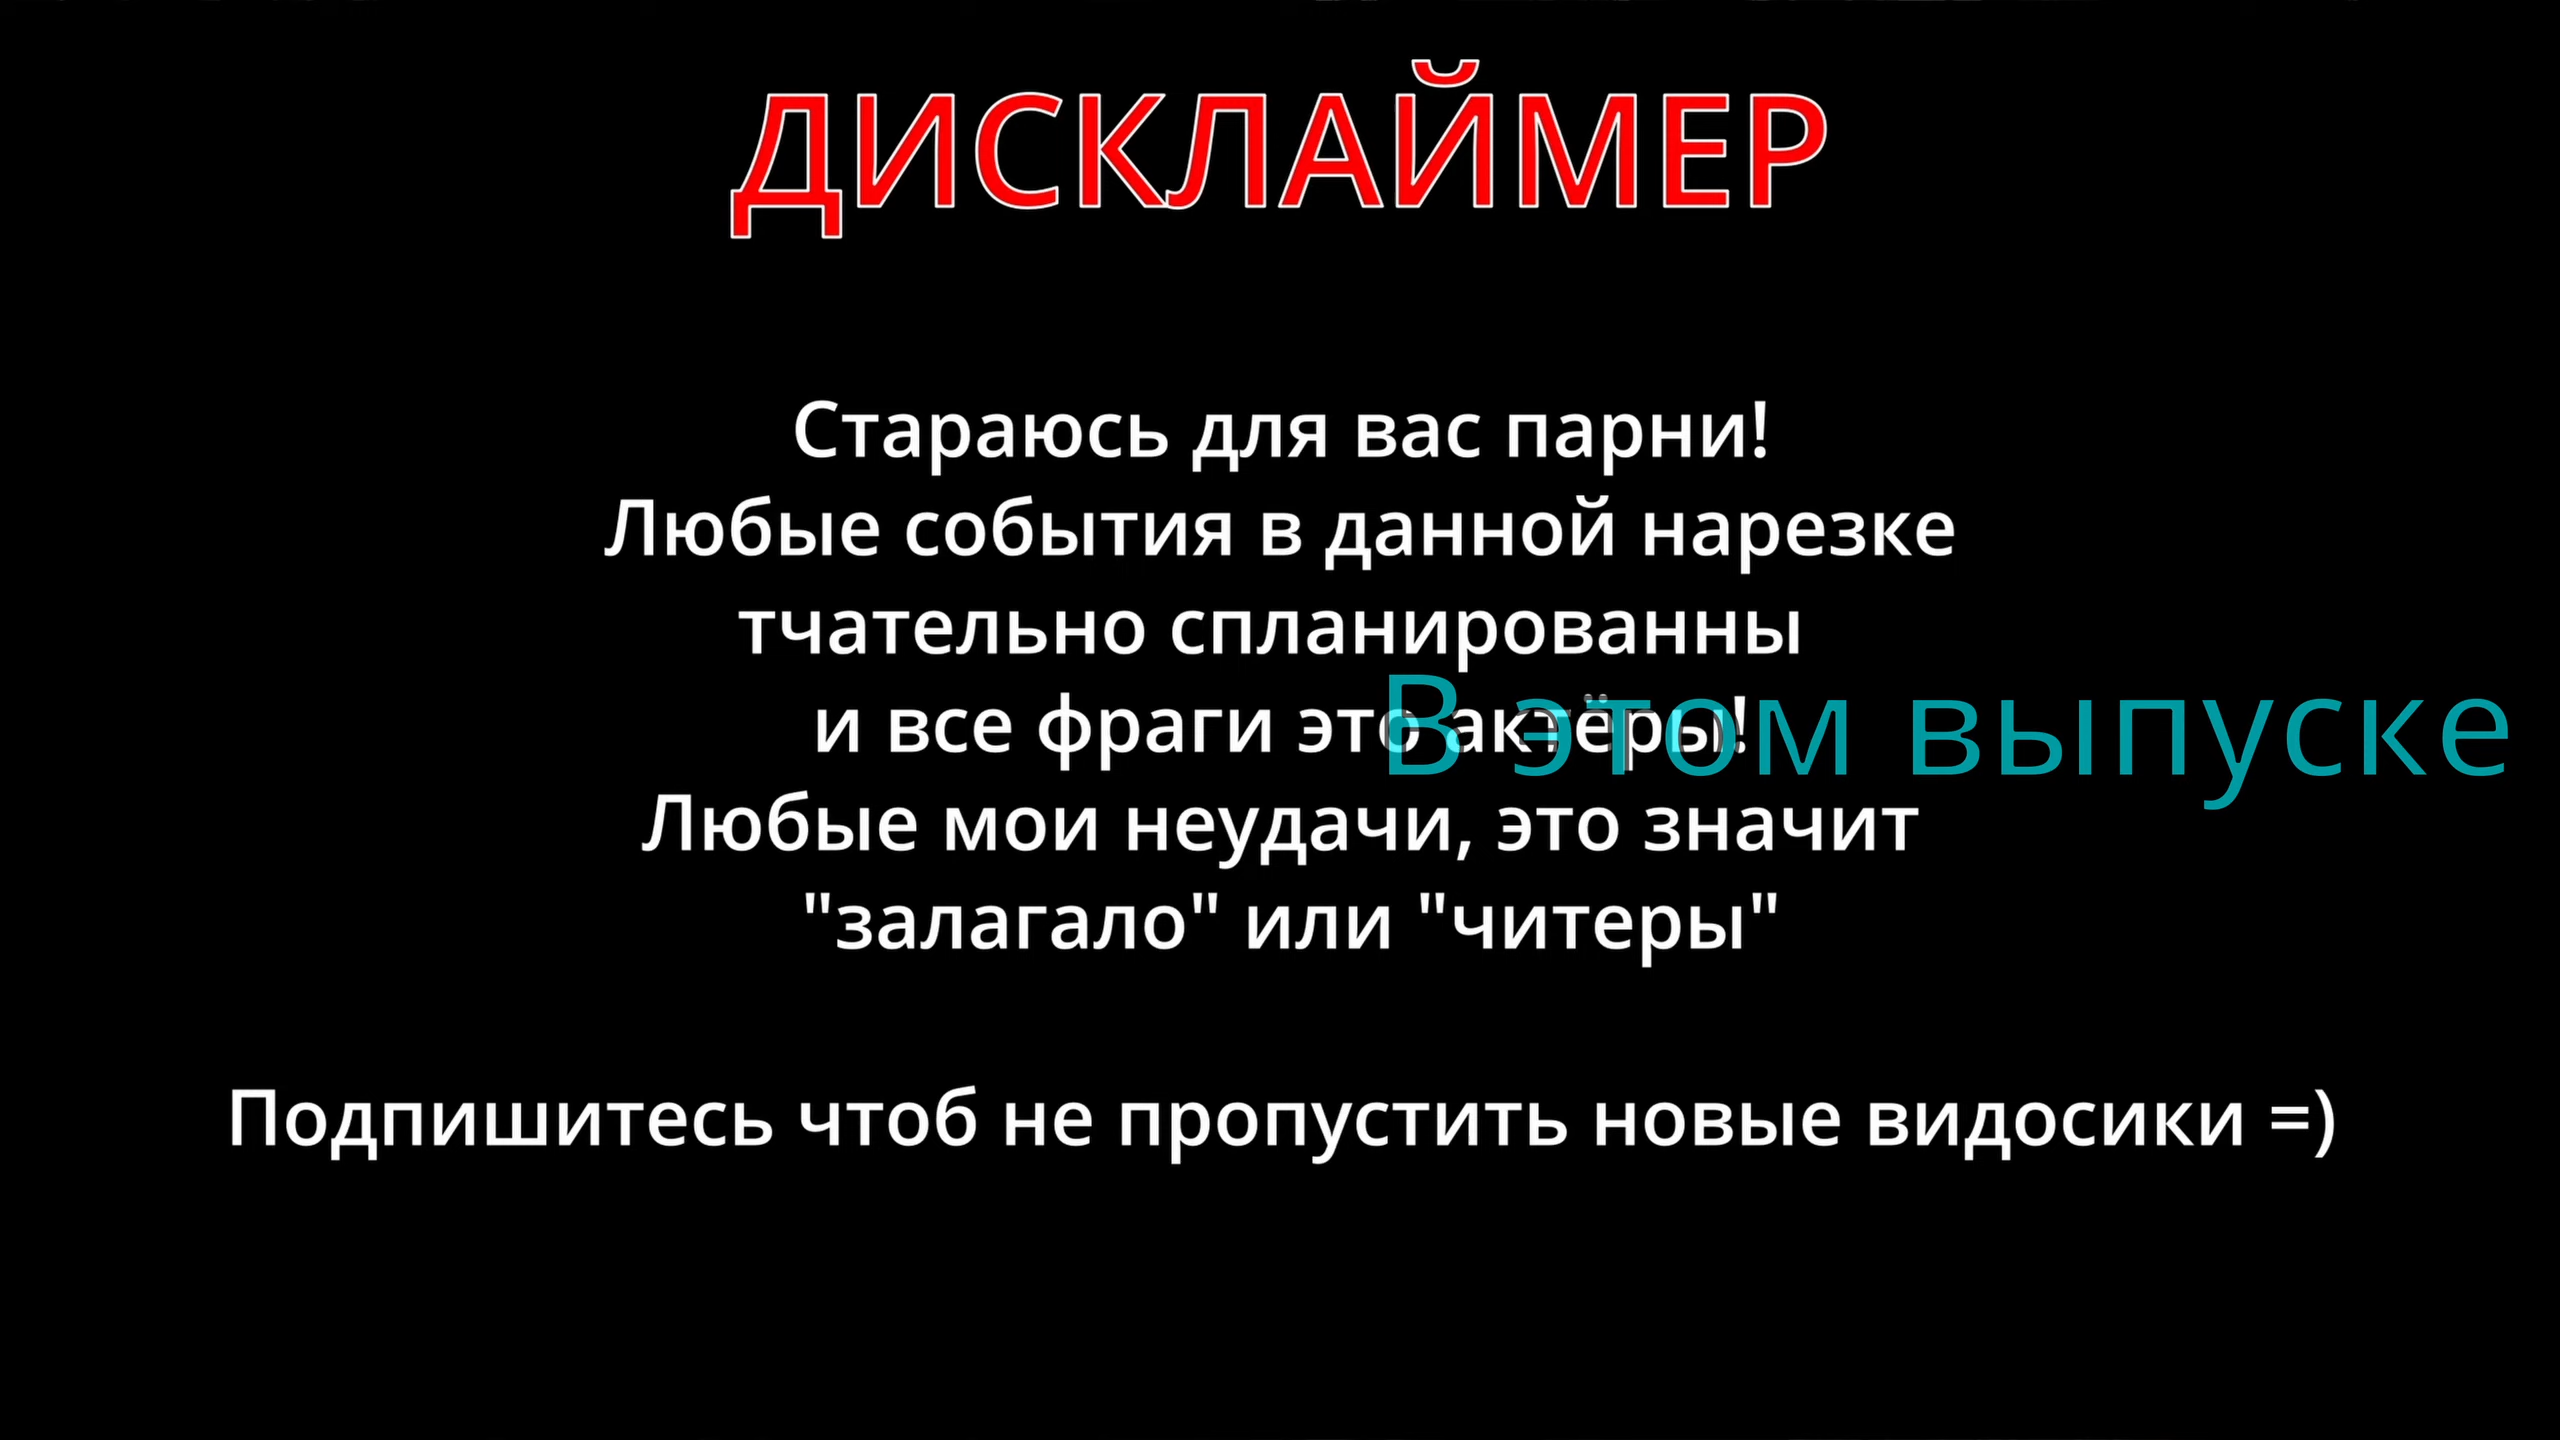 ДИСКЛАЙМЕР
Стараюсь для вас парни!
Любые события в данной нарезке
тчательно спланированны
и все фраги это актёры!
В этом выпуске
Любые мои неудачи, это значит
"залагало" или "читеры"
Подпишитесь чтоб не пропустить новые видосики =)